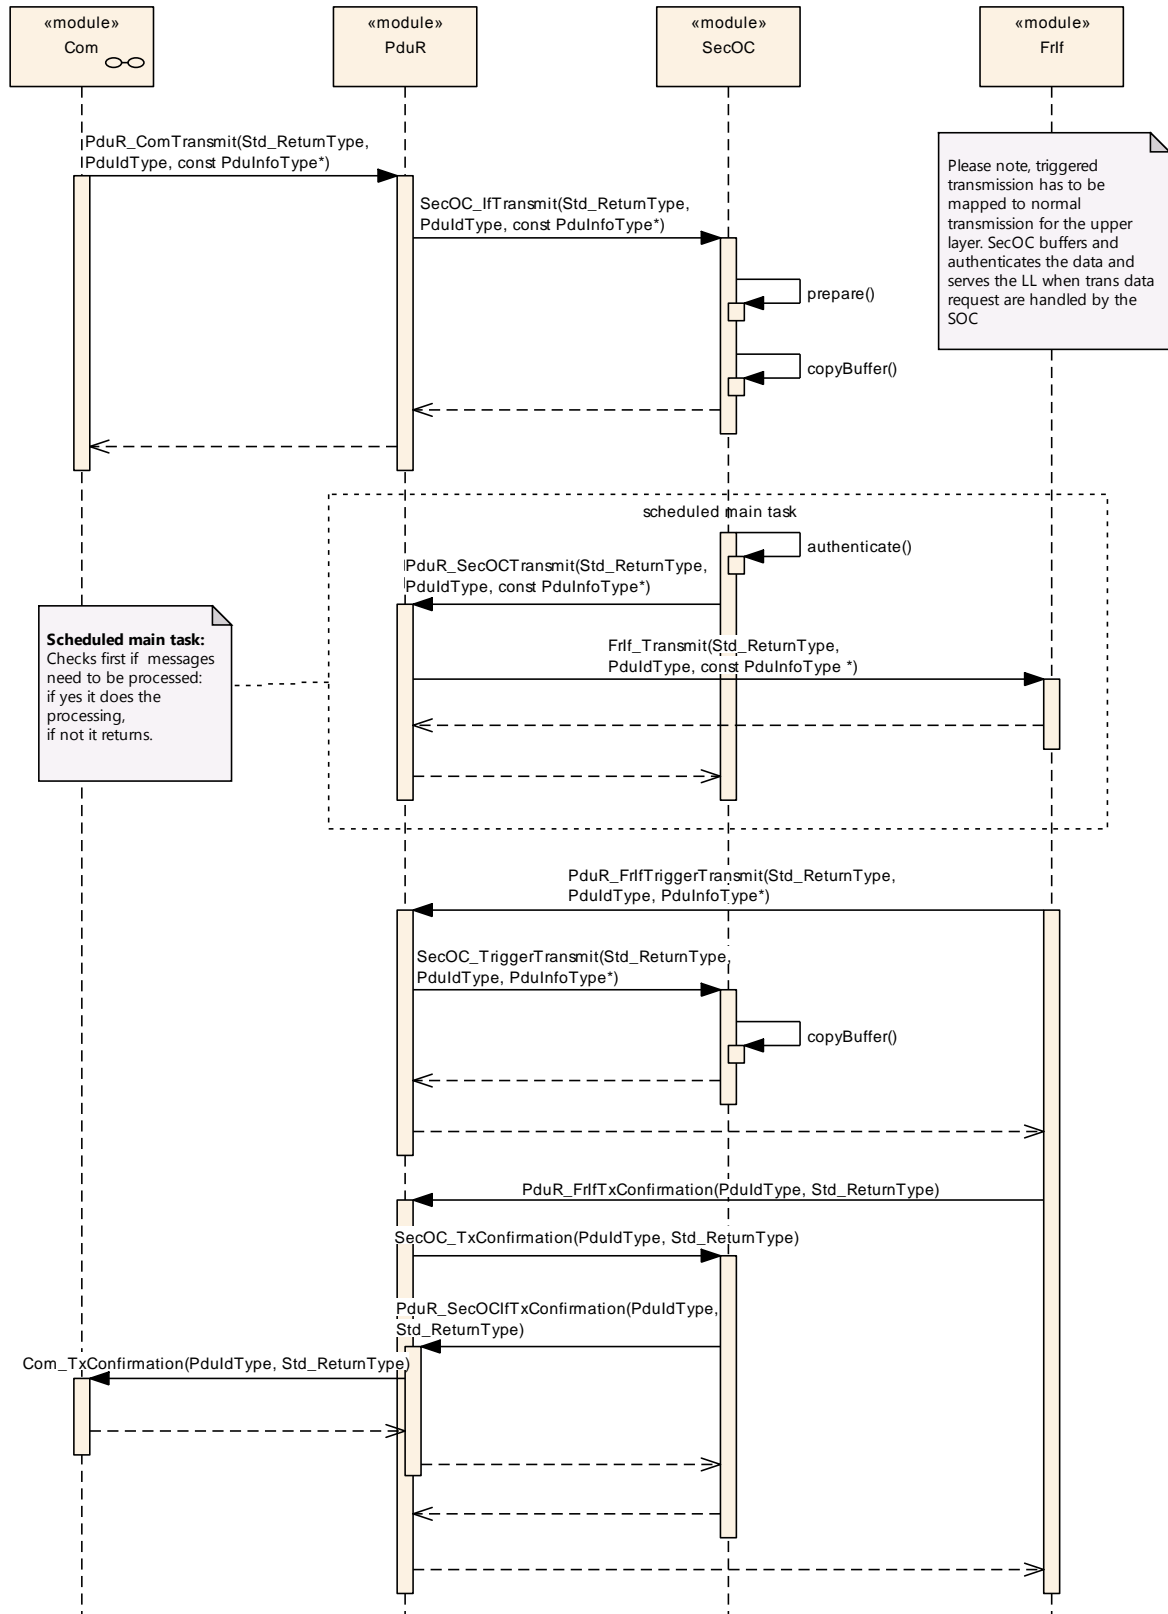 «module»
Com
«module»
PduR
«module»
SecOC
«module»
FrIf
PduR_ComTransmit(Std_ReturnType,
PduIdType, const PduInfoType*)
Please note, triggered
transmission has to be
mapped to normal
transmission for the upper
layer. SecOC buffers and
authenticates the data and
serves the LL when trans data
request are handled by the
SOC
SecOC_IfTransmit(Std_ReturnType,
PduIdType, const PduInfoType*)
prepare()
copyBuffer()
scheduled main task
authenticate()
PduR_SecOCTransmit(Std_ReturnType,
PduIdType, const PduInfoType*)
Scheduled main task:
Checks first if messages
need to be processed:
if yes it does the
processing,
if not it returns.
FrIf_Transmit(Std_ReturnType,
PduIdType, const PduInfoType *)
PduR_FrIfTriggerTransmit(Std_ReturnType,
PduIdType, PduInfoType*)
SecOC_TriggerTransmit(Std_ReturnType,
PduIdType, PduInfoType*)
copyBuffer()
PduR_FrIfTxConfirmation(PduIdType, Std_ReturnType)
SecOC_TxConfirmation(PduIdType, Std_ReturnType)
PduR_SecOCIfTxConfirmation(PduIdType,
Std_ReturnType)
Com_TxConfirmation(PduIdType, Std_ReturnType)